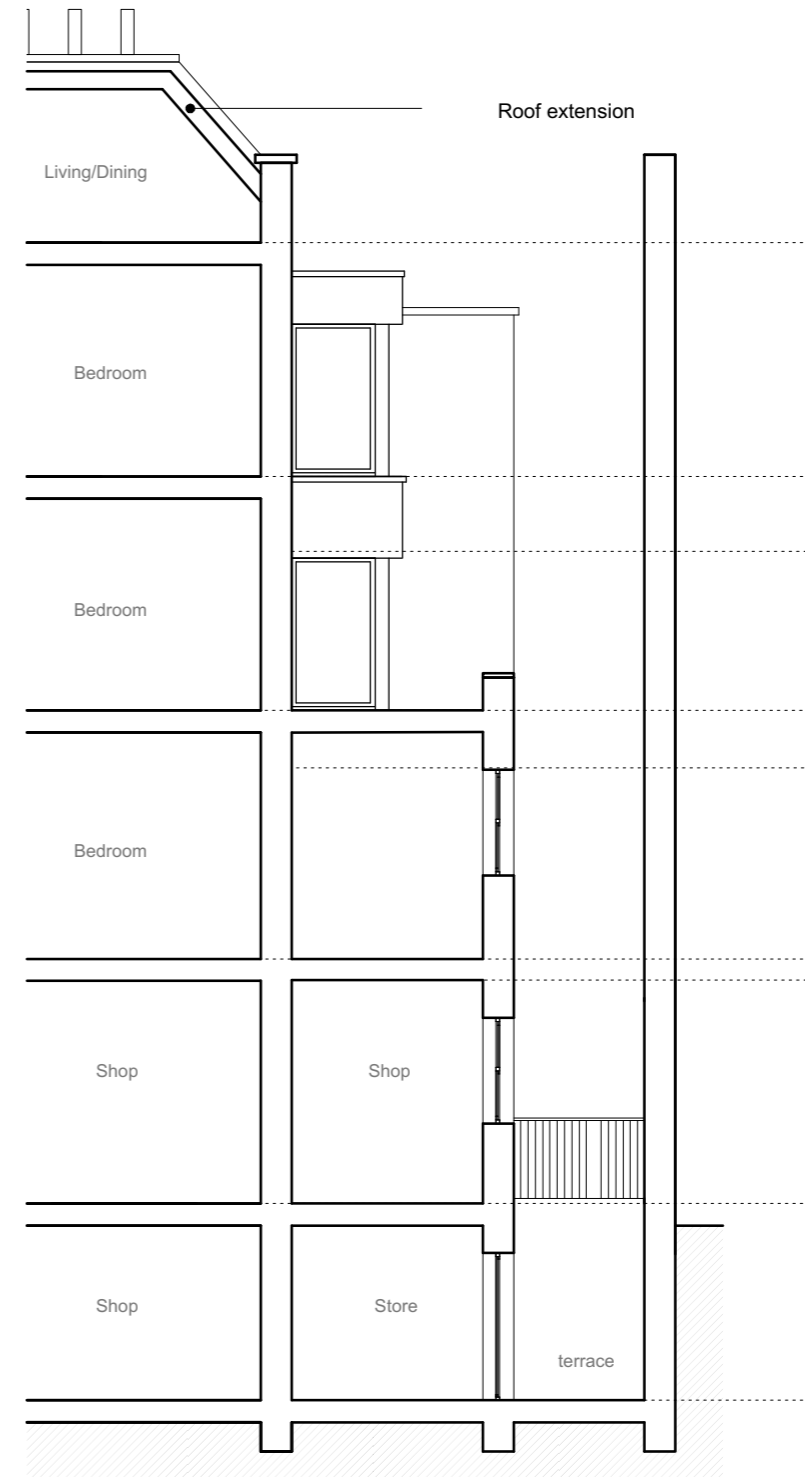 Roof extension
Living/Dining
Bedroom
Bedroom
Bedroom
Shop
Shop
Shop
Store
terrace